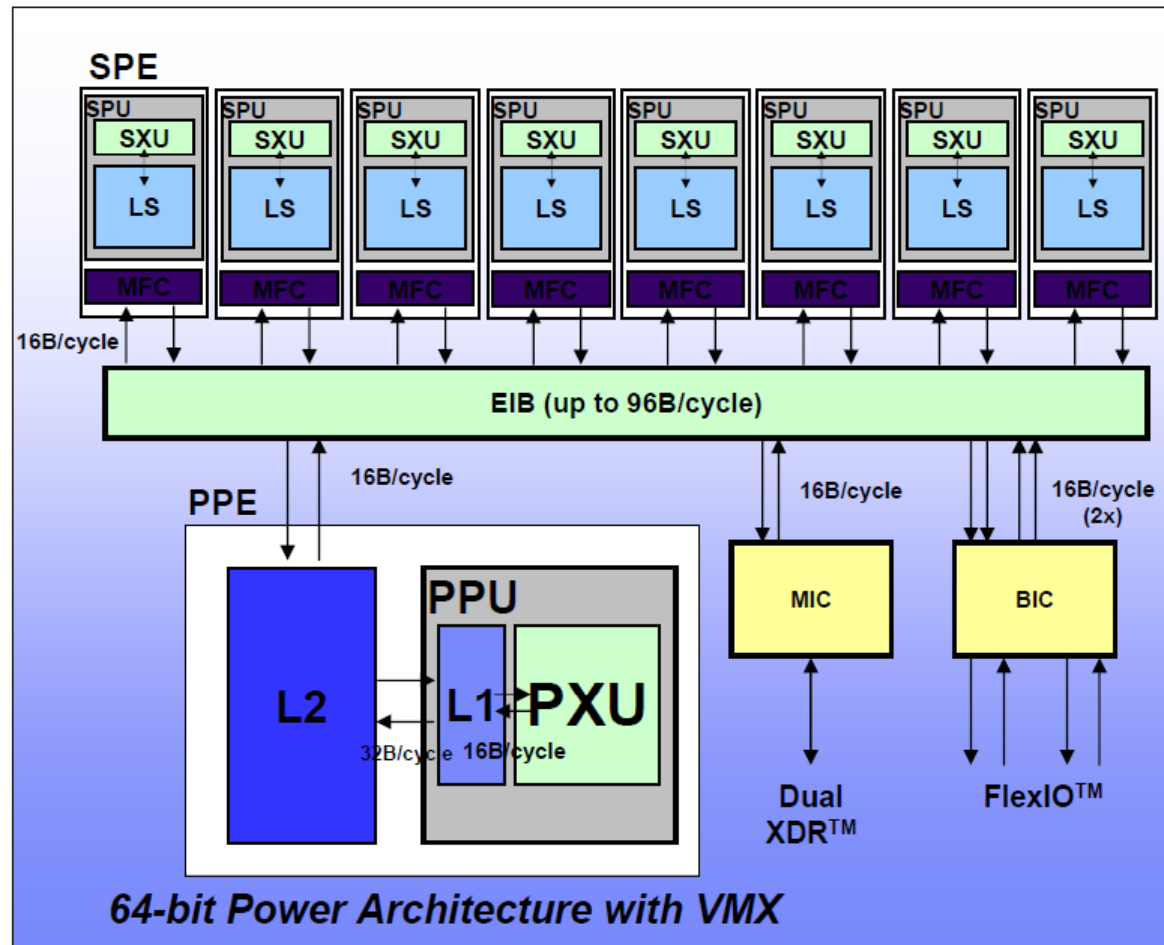 SPE
SPU SPU SPU SPU SPU SPU SPU SPU
SXU SXU SXU SXU SXU SXU SXU SXU
LS LS LS LS LS LS LS LS
MFC MFC MFC MFC MFC MFC MFC MFC
16B/cycle
EIB (up to 96B/cycle)
16B/cycle
16B/cycle
16B/cycle
(2x)
PPE
PPU
L2
L1
PXU
32B/cycle
16B/cycle
MIC
BIC
Dual
XDR™
FlexIO™
64-bit Power Architecture with VMX